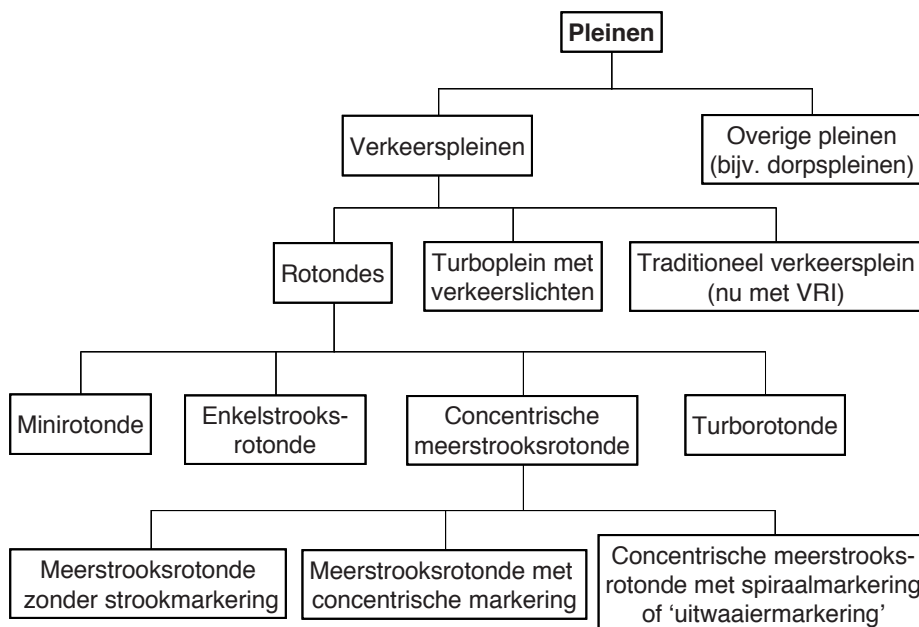 Pleinen
Verkeerspleinen
Overige pleinen
(bijv. dorpspleinen)
Rotondes
Turboplein met
verkeerslichten
Traditioneel verkeersplein
(nu met VRI)
Minirotonde
Enkelstrooks-
rotonde
Concentrische
meerstrooksrotonde
Turborotonde
Meerstrooksrotonde
zonder strookmarkering
Meerstrooksrotonde met
concentrische markering
Concentrische meerstrooks-
rotonde met spiraalmarkering
of ‘uitwaaiermarkering’